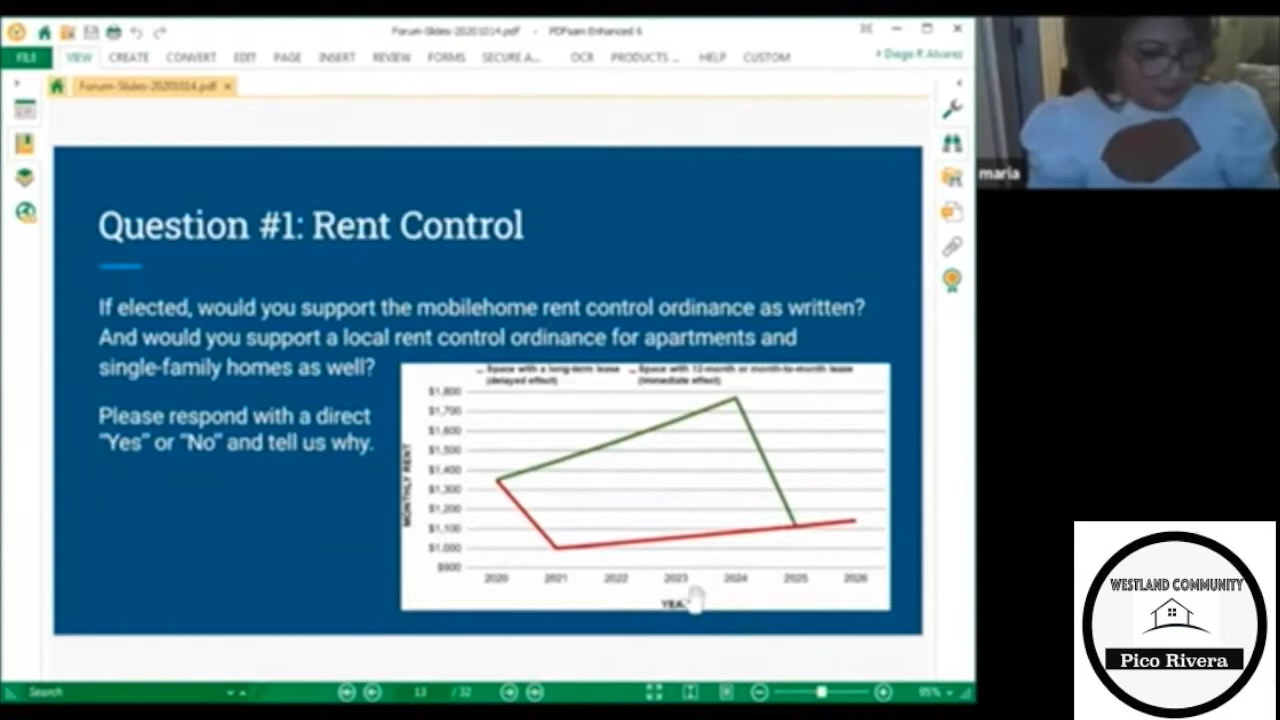 Forum-Slides-20201014.pdf - PDFsam Enhanced 6
FILE VIEW CREATE CONVERT EDIT PAGE INSERT REVIEW FORMS SECURE A... OCR PRODUCTS ... HELP CUSTOM
Diego R Alvarez
Forum-Slides-20201014.pdf ×
Question #1: Rent Control
If elected, would you support the mobilehome rent control ordinance as written?
And would you support a local rent control ordinance for apartments and
single-family homes as well?
Please respond with a direct
"Yes" or "No" and tell us why.
Space with a long-term lease
(delayed effect)
Space with 12-month or month-to-month lease
(immediate effect)
MONTHLY RENT
$1,800
$1,700
$1,600
$1,500
$1,400
$1,300
$1,200
$1,100
$1,000
$900
2020 2021 2022 2023 2024 2025 2026
Search
13 / 32
95%
maria
WESTLAND COMMUNITY
Pico Rivera